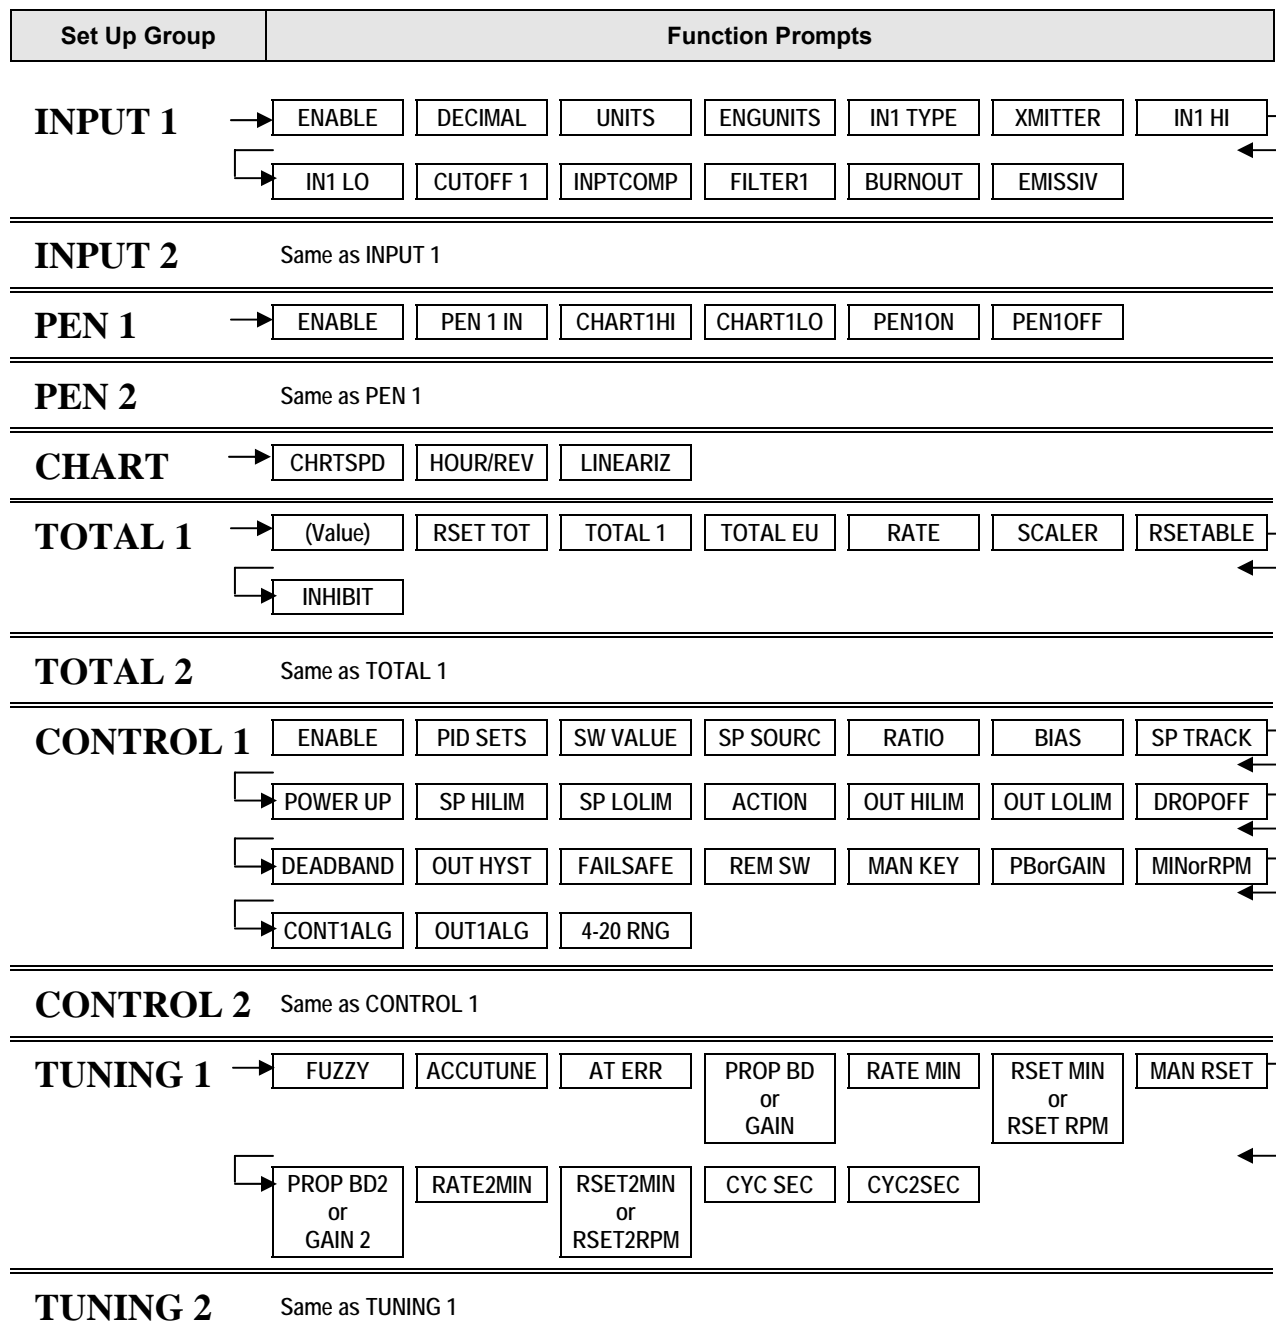 Set Up Group Function Prompts
INPUT 1 ENABLE DECIMAL UNITS ENGUNITS IN1 TYPE XMITTER IN1 HI
IN1 LO CUTOFF 1 INPTCOMP FILTER1 BURNOUT EMISSIV
INPUT 2 Same as INPUT 1
PEN 1 ENABLE PEN 1 IN CHART1HI CHART1LO PEN1ON PEN1OFF
PEN 2 Same as PEN 1
CHART CHRTSPD HOUR/REV LINEARIZ
TOTAL 1 (Value) RSET TOT TOTAL 1 TOTAL EU RATE SCALER RSETABLE
INHIBIT
TOTAL 2 Same as TOTAL 1
CONTROL 1 ENABLE PID SETS SW VALUE SP SOURC RATIO BIAS SP TRACK
POWER UP SP HILIM SP LOLIM ACTION OUT HILIM OUT LOLIM DROPOFF
DEADBAND OUT HYST FAILSAFE REM SW MAN KEY PBorGAIN MINorRPM
CONT1ALG OUT1ALG 4-20 RNG
CONTROL 2 Same as CONTROL 1
TUNING 1 FUZZY ACCUTUNE AT ERR PROP BD RATE MIN RSET MIN MAN RSET
or or
GAIN RSET RPM
PROP BD2 RATE2MIN RSET2MIN CYC SEC CYC2SEC
or or
GAIN 2 RSET2RPM
TUNING 2 Same as TUNING 1